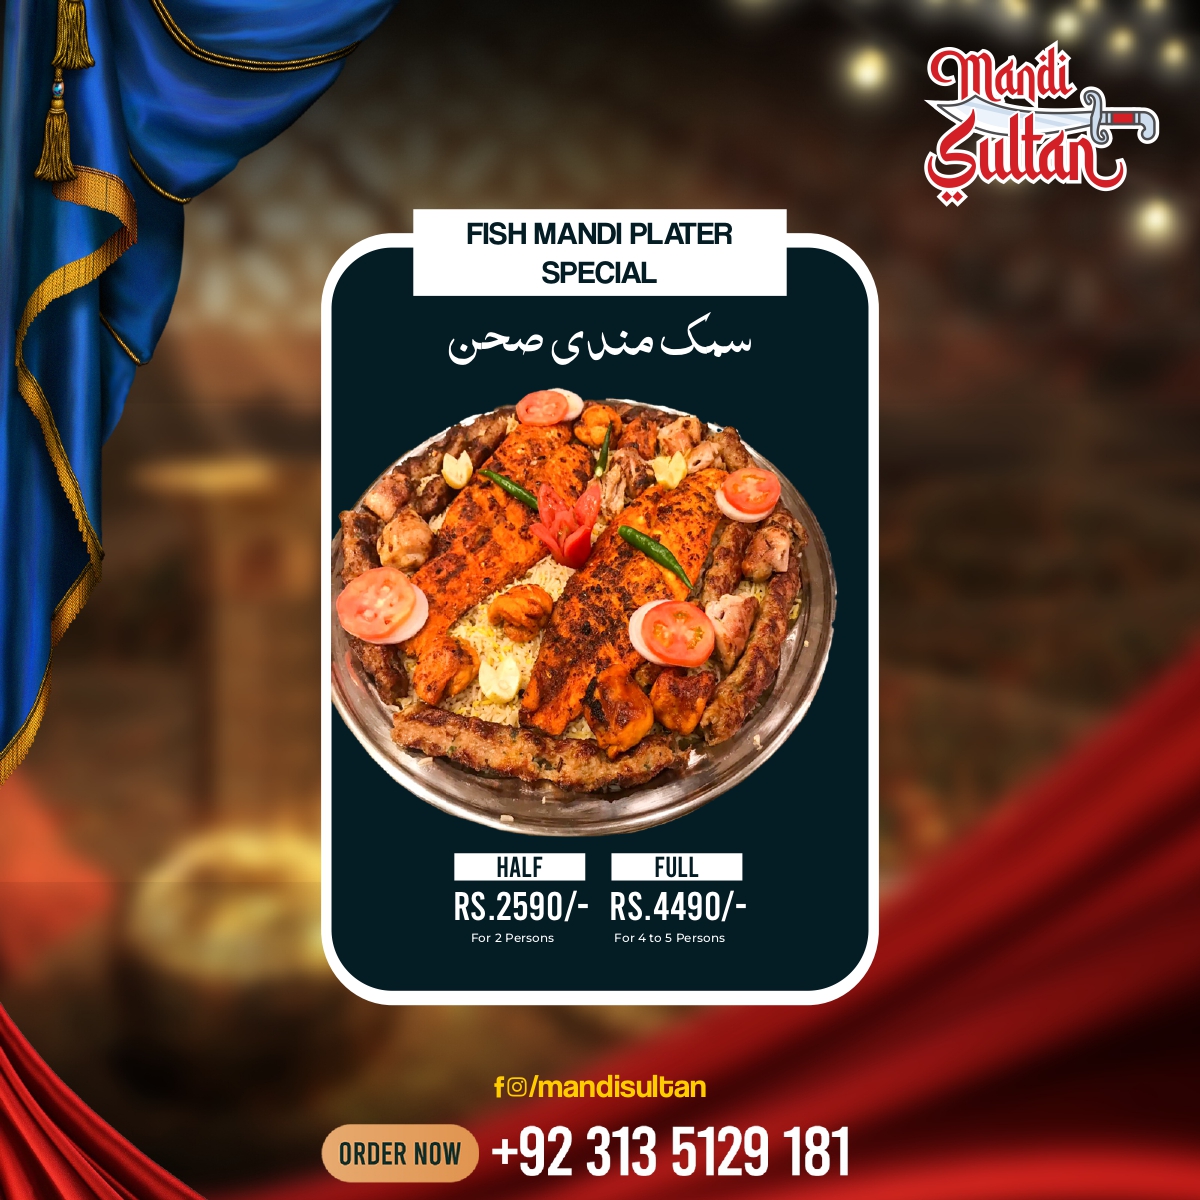 Mandi
Sultan
FISH MANDI PLATER
SPECIAL
سمک مندی صحن
HALF
FULL
RS.2590/-
RS.4490/-
For 2 Persons
For 4 to 5 Persons
/mandisultan
ORDER NOW
+92 313 5129 181